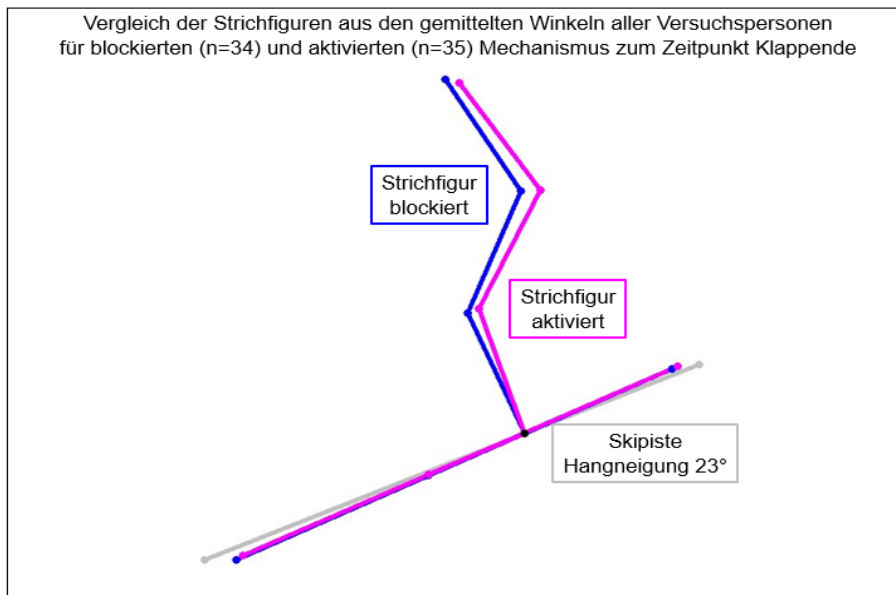 Vergleich der Strichfiguren aus den gemittelten Winkeln aller Versuchspersonen
für blockierten (n=34) und aktivierten (n=35) Mechanismus zum Zeitpunkt Klappende
Strichfigur
blockiert
Strichfigur
aktiviert
Skipiste
Hangneigung 23°